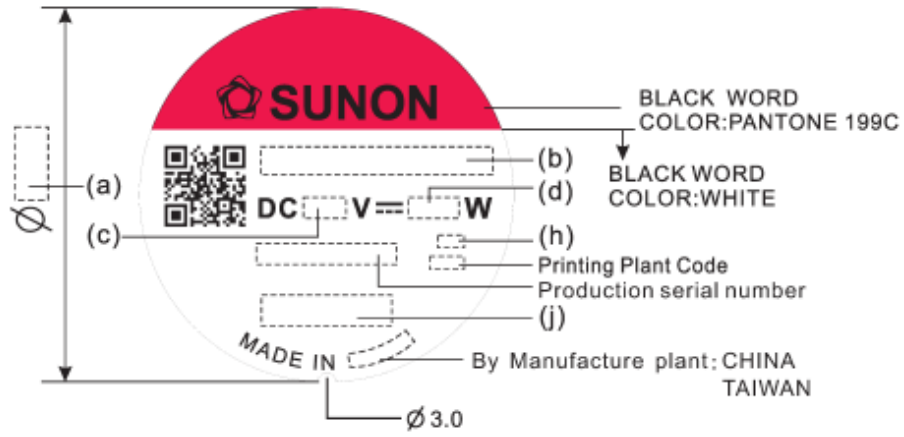 SUNON
BLACK WORD
COLOR:PANTONE 199C
(a)
(b)
BLACK WORD
COLOR:WHITE
(d)
DC V W
(c)
(h)
Ø
Printing Plant Code
Production serial number
(j)
MADE IN
By Manufacture plant: CHINA
TAIWAN
Ø 3.0